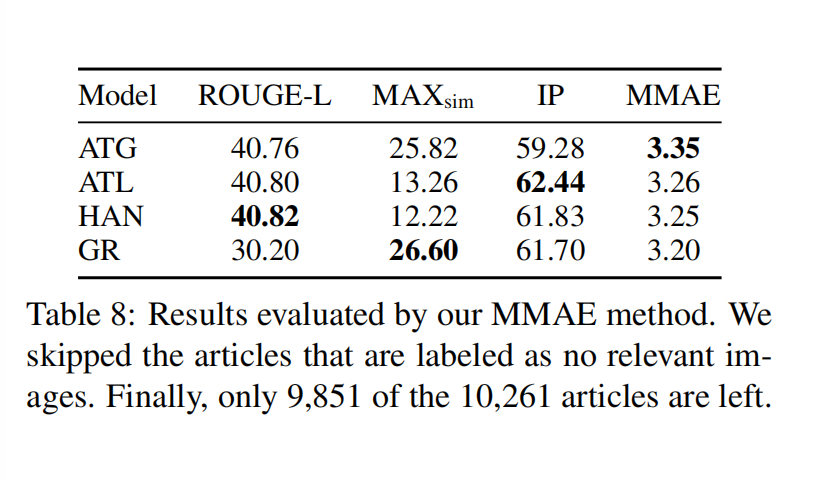 Model ROUGE-L MAXsim IP MMAE
ATG 40.76 25.82 59.28 3.35
ATL 40.80 13.26 62.44 3.26
HAN 40.82 12.22 61.83 3.25
GR 30.20 26.60 61.70 3.20
Table 8: Results evaluated by our MMAE method. We
skipped the articles that are labeled as no relevant im-
ages. Finally, only 9,851 of the 10,261 articles are left.